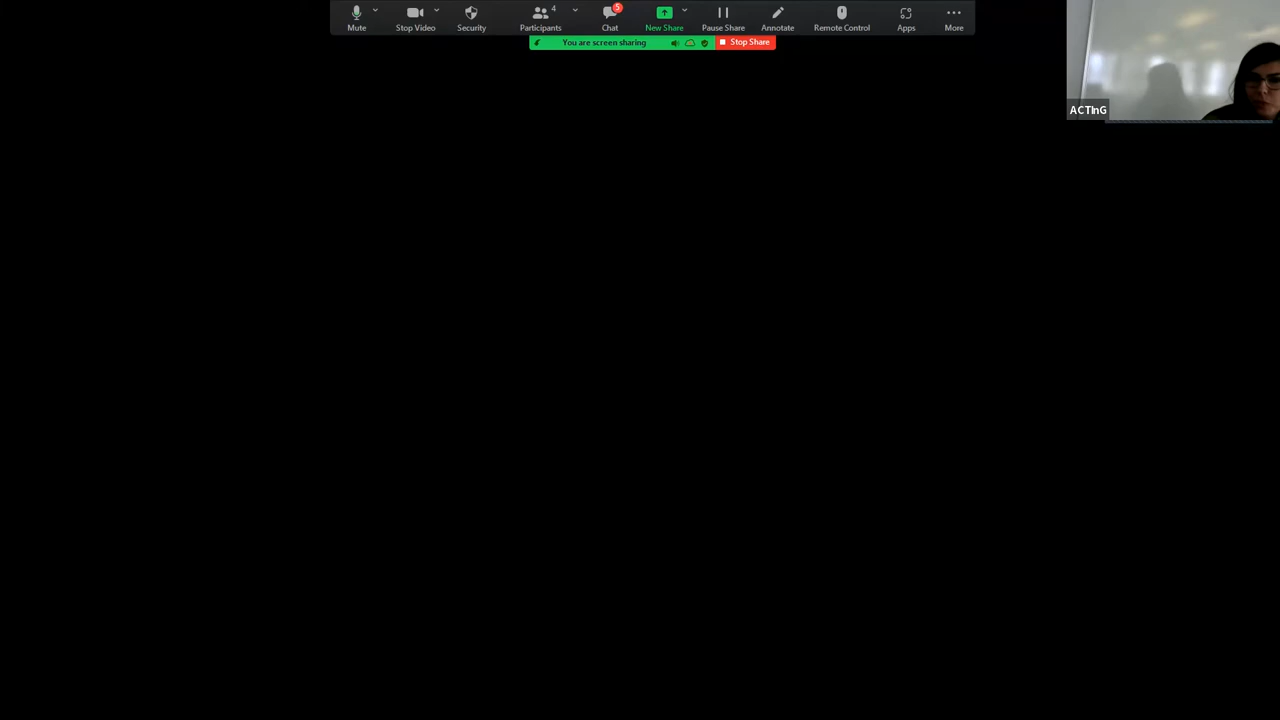 4 5
Mute Stop Video Security Participants Chat New Share Pause Share Annotate Remote Control Apps More
You are screen sharing Stop Share
ACTInG